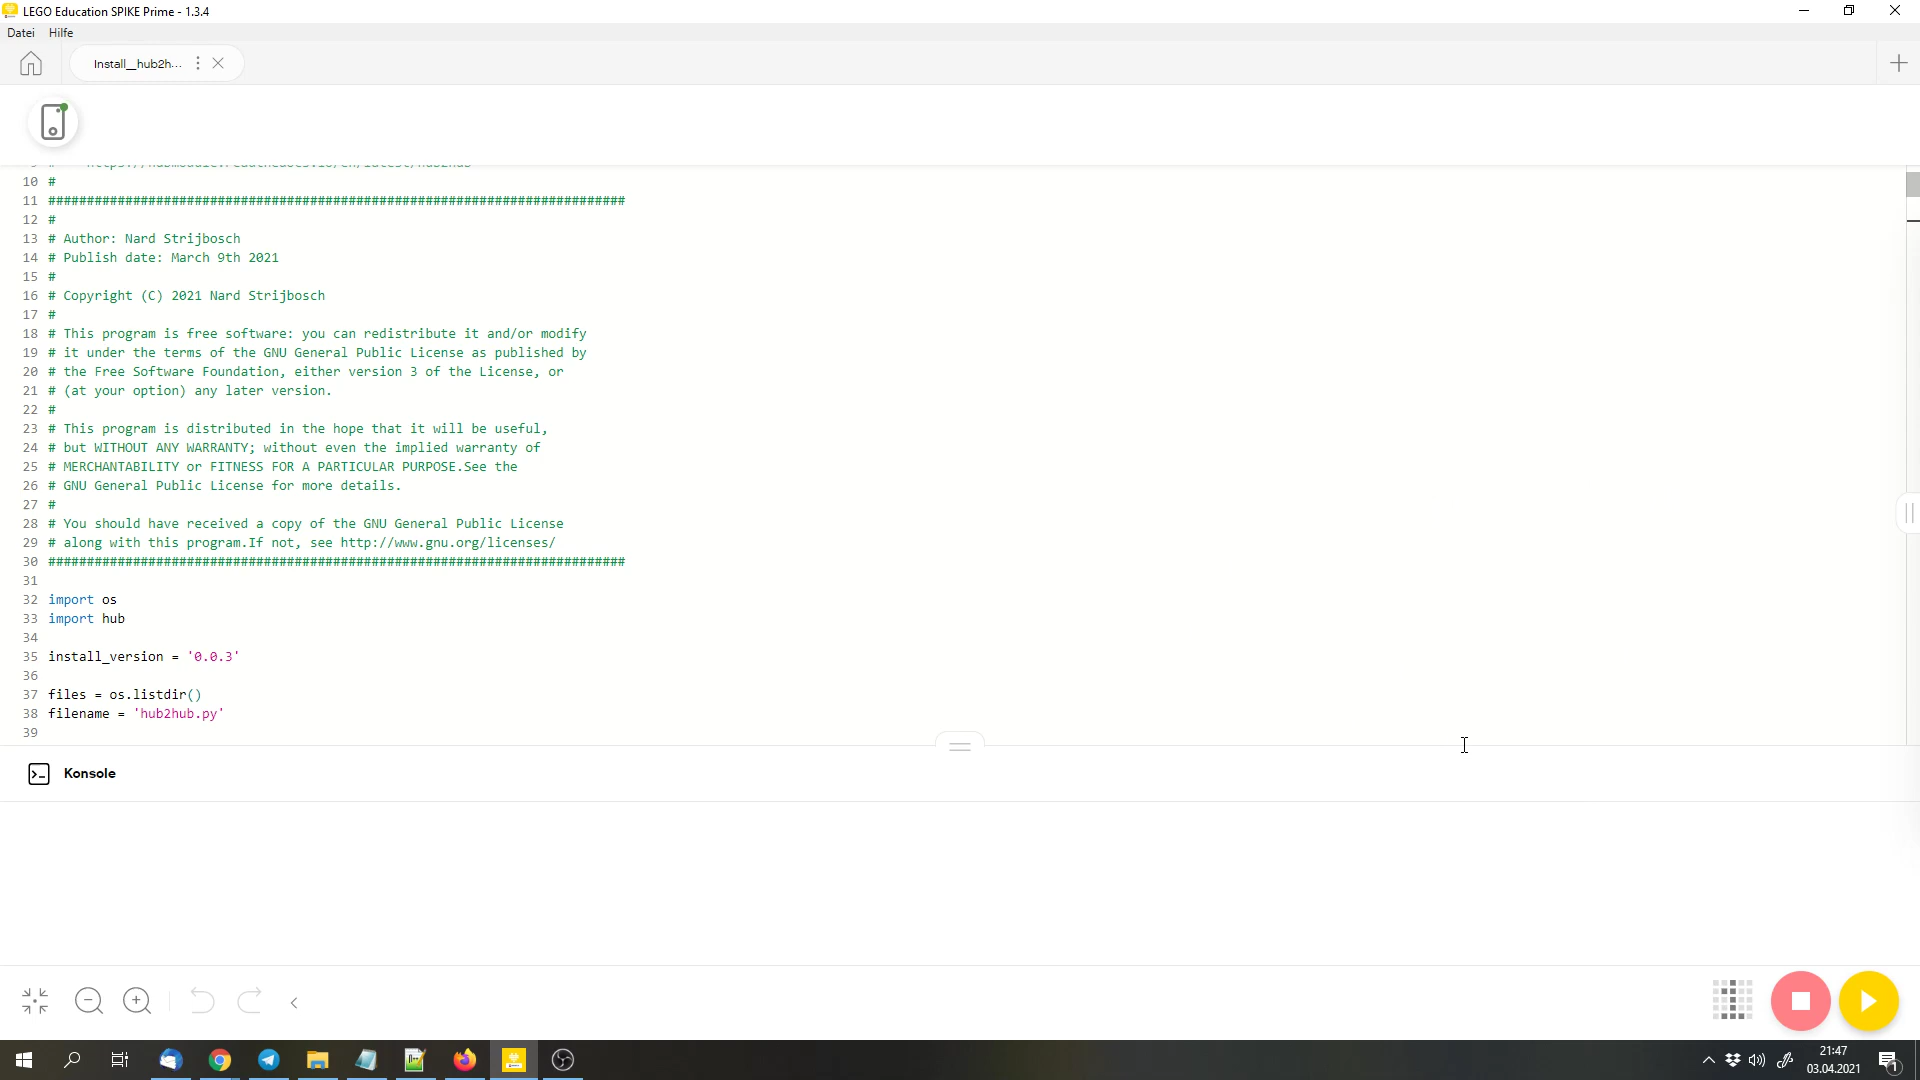 LEGO Education SPIKE Prime - 1.3.4
Datei Hilfe
Install__hub2h...
10 #
11 ###########################################################################
12 #
13 # Author: Nard Strijbosch
14 # Publish date: March 9th 2021
15 #
16 # Copyright (C) 2021 Nard Strijbosch
17 #
18 # This program is free software: you can redistribute it and/or modify
19 # it under the terms of the GNU General Public License as published by
20 # the Free Software Foundation, either version 3 of the License, or
21 # (at your option) any later version.
22 #
23 # This program is distributed in the hope that it will be useful,
24 # but WITHOUT ANY WARRANTY; without even the implied warranty of
25 # MERCHANTABILITY or FITNESS FOR A PARTICULAR PURPOSE.See the
26 # GNU General Public License for more details.
27 #
28 # You should have received a copy of the GNU General Public License
29 # along with this program.If not, see http://www.gnu.org/licenses/
30 ###########################################################################
31
32 import os
33 import hub
34
35 install_version = '0.0.3'
36
37 files = os.listdir()
38 filename = 'hub2hub.py'
39
Konsole
21:47
03.04.2021
1